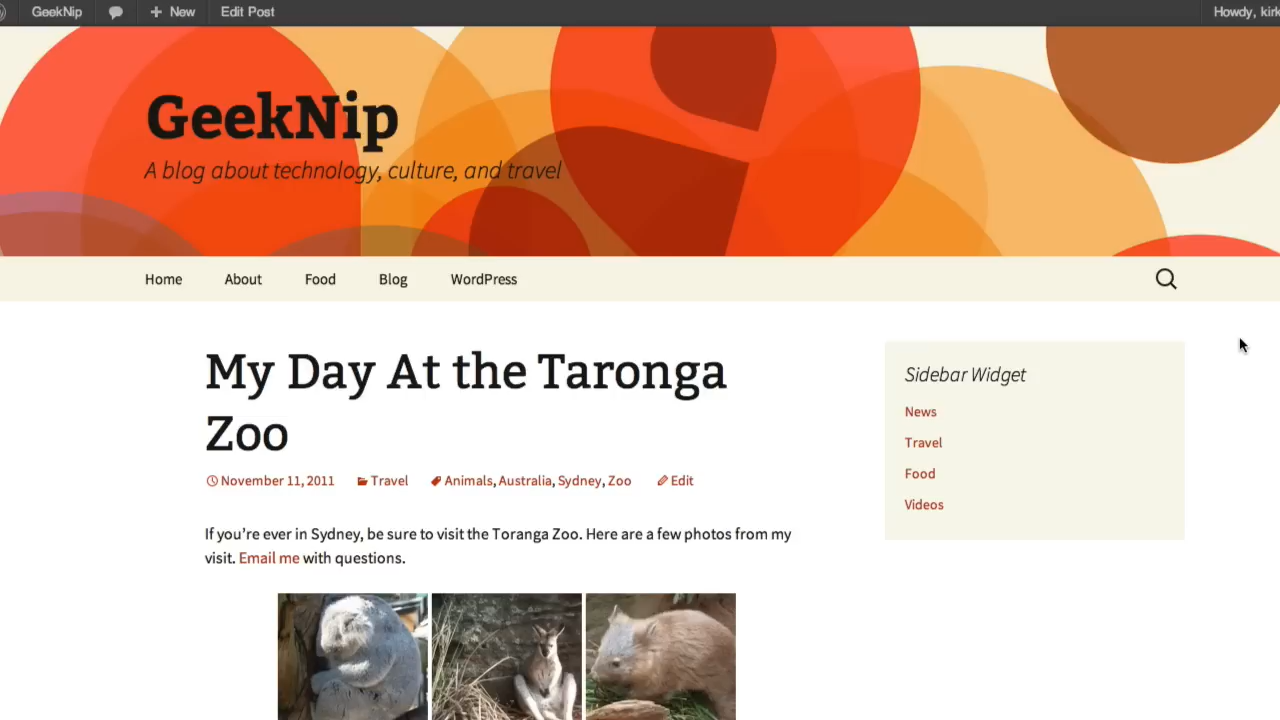 GeekNip New Edit Post Howdy, kirk
GeekNip
A blog about technology, culture, and travel
Home About Food Blog WordPress
My Day At the Taronga
Zoo
November 11, 2011 Travel Animals, Australia, Sydney, Zoo Edit
If you're ever in Sydney, be sure to visit the Toranga Zoo. Here are a few photos from my
visit. Email me with questions.
Sidebar Widget
News
Travel
Food
Videos